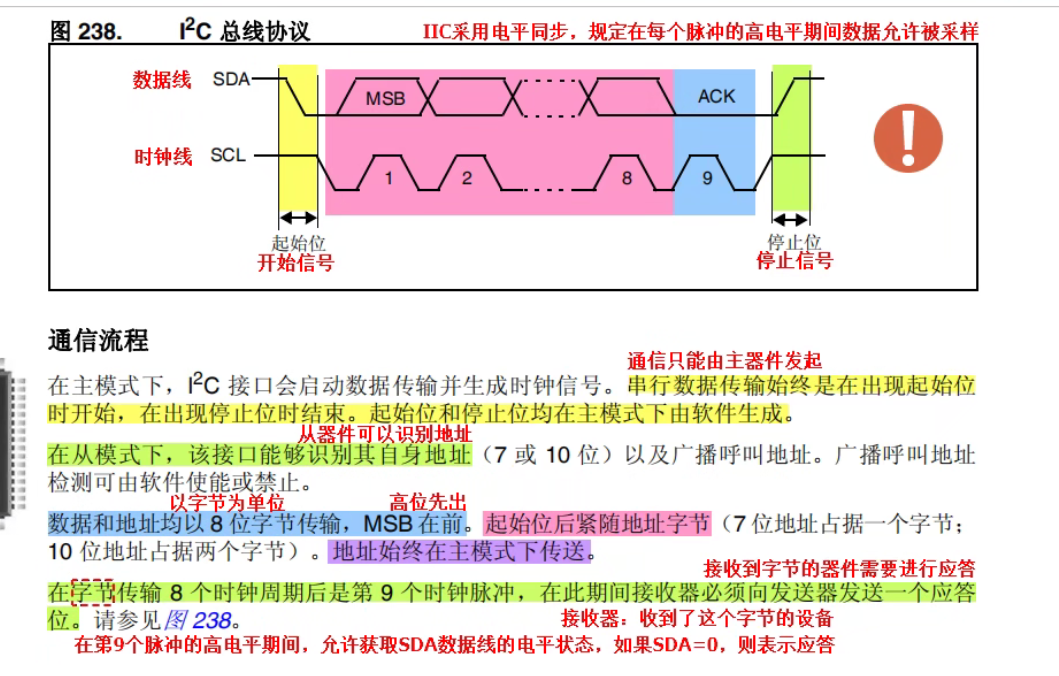 图 238. I²C 总线协议 IIC采用电平同步，规定在每个脉冲的高电平期间数据允许被采样
数据线 SDA MSB ACK
时钟线 SCL 1 2 8 9
起始位 停止位
开始信号 停止信号
通信流程
通信只能由主器件发起
在主模式下，I²C 接口会启动数据传输并生成时钟信号。串行数据传输始终是在出现起始位
时开始，在出现停止位时结束。起始位和停止位均在主模式下由软件生成。
从器件可以识别地址
在从模式下，该接口能够识别其自身地址（7 或 10 位）以及广播呼叫地址。广播呼叫地址
检测可由软件使能或禁止。
以字节为单位 高位先出
数据和地址均以 8 位字节传输，MSB 在前。起始位后紧随地址字节（7 位地址占据一个字节；
10 位地址占据两个字节）。地址始终在主模式下传送。
接收到字节的器件需要进行应答
在字节传输 8 个时钟周期后是第 9 个时钟脉冲，在此期间接收器必须向发送器发送一个应答
位。请参见图 238。 接收器：收到了这个字节的设备
在第9个脉冲的高电平期间，允许获取SDA数据线的电平状态，如果SDA=0，则表示应答